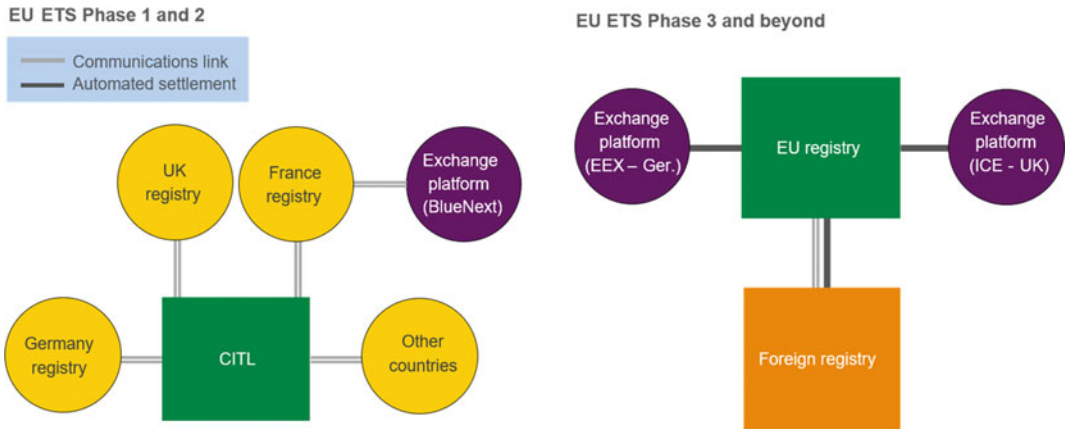 EU ETS Phase 1 and 2
Communications link
Automated settlement
UK
registry
France
registry
Exchange
platform
(BlueNext)
Germany
registry
CITL
Other
countries
EU ETS Phase 3 and beyond
Exchange
platform
(EEX – Ger.)
EU registry
Exchange
platform
(ICE - UK)
Foreign registry